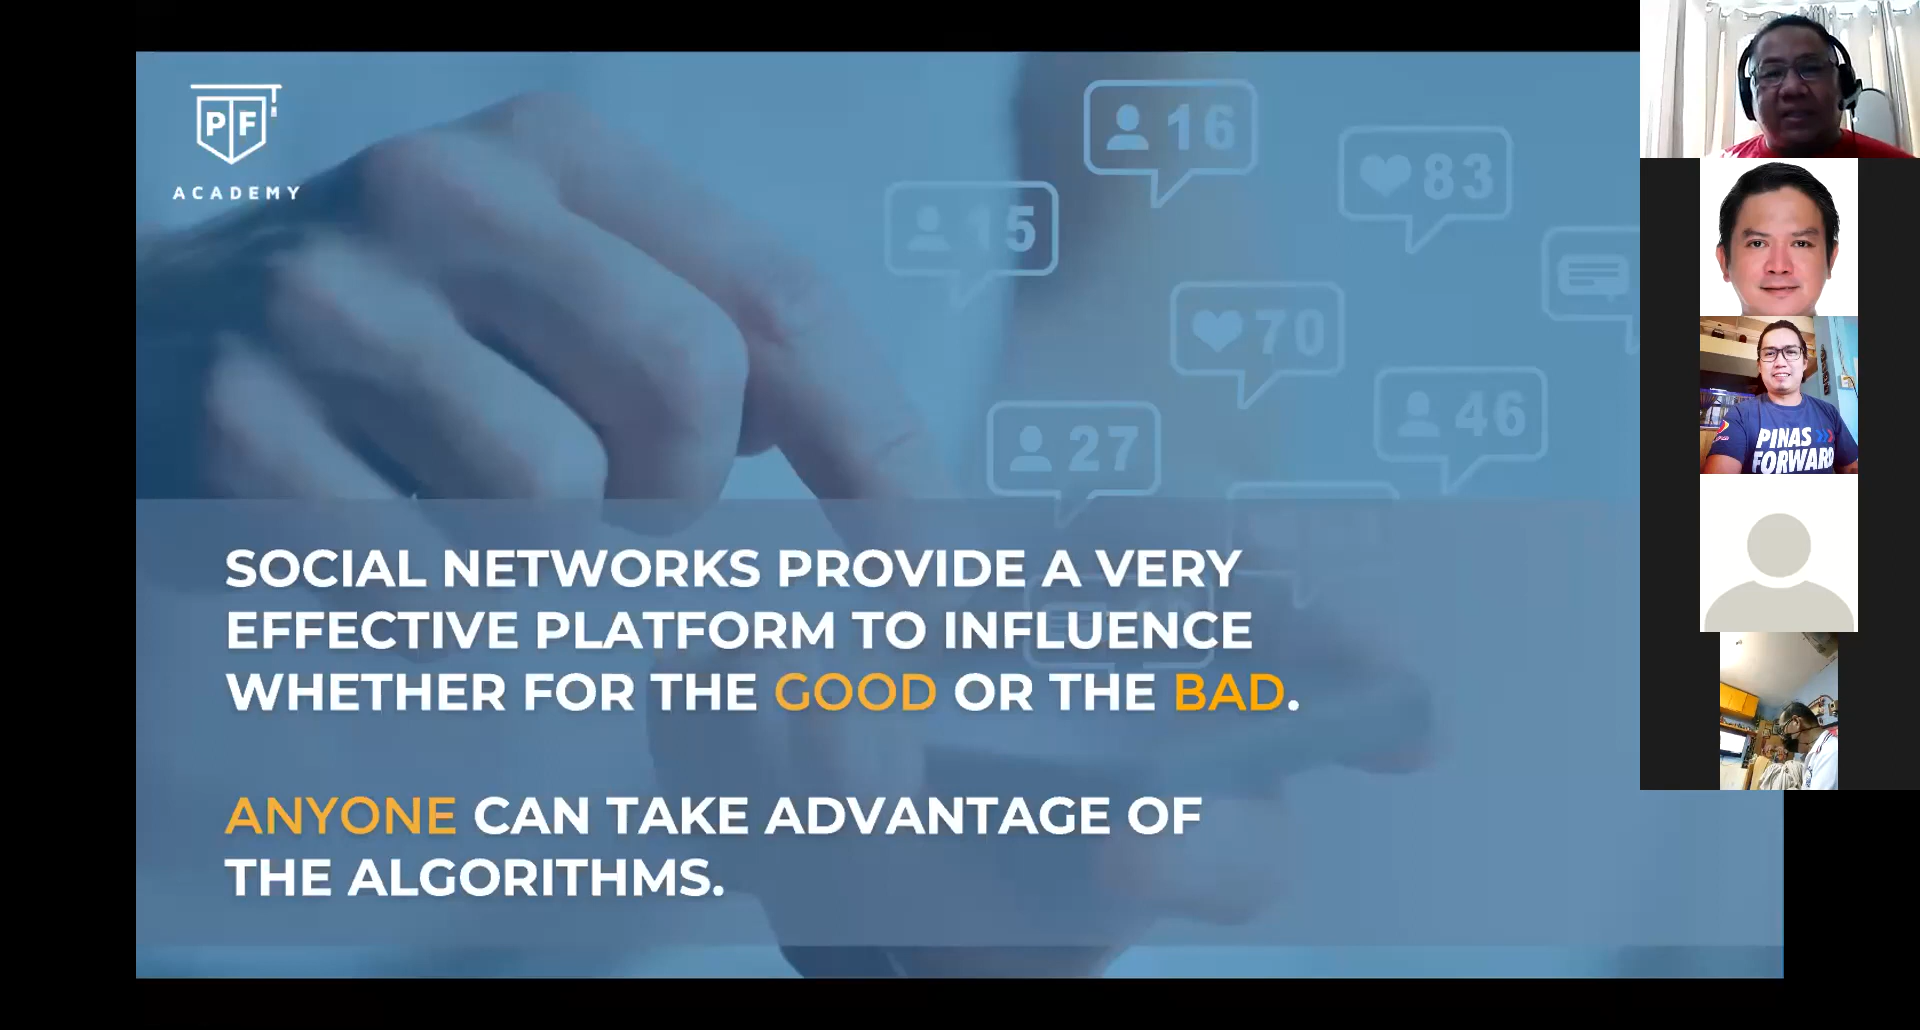 PF
ACADEMY
16
83
15
70
46
27
SOCIAL NETWORKS PROVIDE A VERY
EFFECTIVE PLATFORM TO INFLUENCE
WHETHER FOR THE GOOD OR THE BAD.
ANYONE CAN TAKE ADVANTAGE OF
THE ALGORITHMS.
PINAS
FORWARD